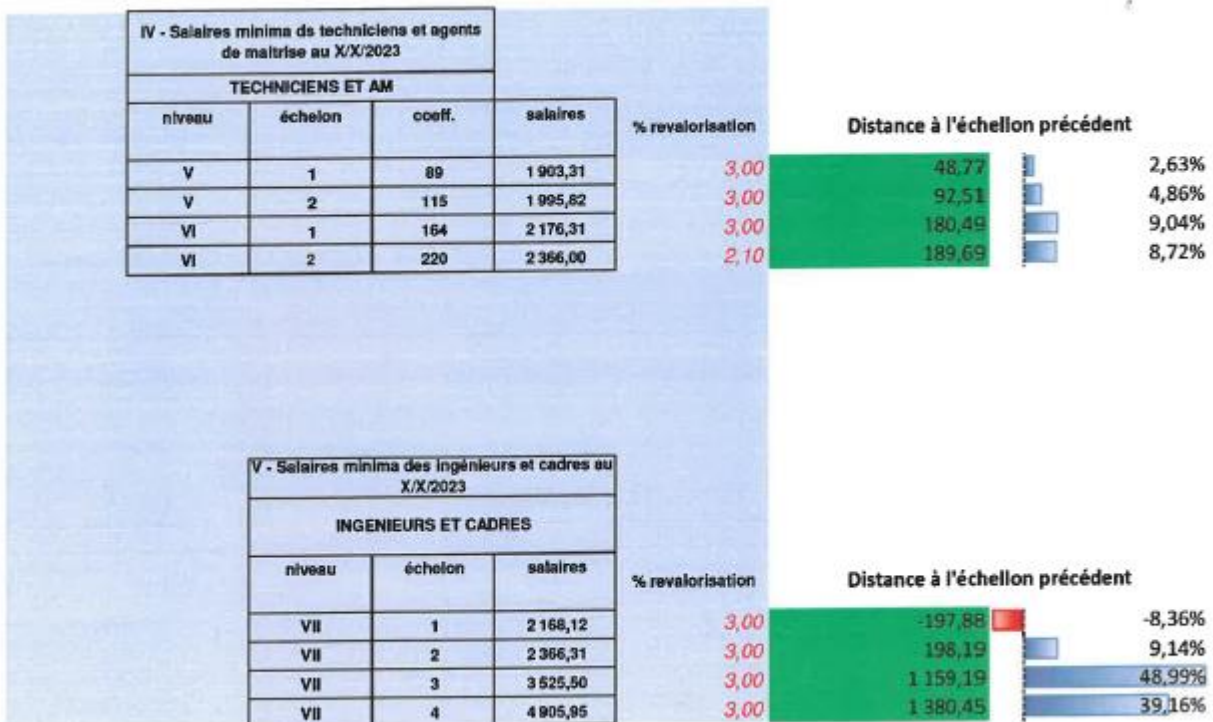 IV - Salaires minima ds techniciens et agents
de maîtrise au X/X/2023
TECHNICIENS ET AM
niveau échelon coeff. salaires % revalorisation Distance à l'échellon précédent
V 1 89 1 903,31 3,00 48,77 2,63%
V 2 115 1 995,82 3,00 92,51 4,86%
VI 1 164 2 176,31 3,00 180,49 9,04%
VI 2 220 2 366,00 2,10 189,69 8,72%
V - Salaires minima des ingénieurs et cadres au
X/X/2023
INGENIEURS ET CADRES
niveau échelon salaires % revalorisation Distance à l'échellon précédent
VII 1 2 168,12 3,00 -197,88 -8,36%
VII 2 2 366,31 3,00 198,19 9,14%
VII 3 3 525,50 3,00 1 159,19 48,99%
VII 4 4 905,95 3,00 1 380,45 39,16%